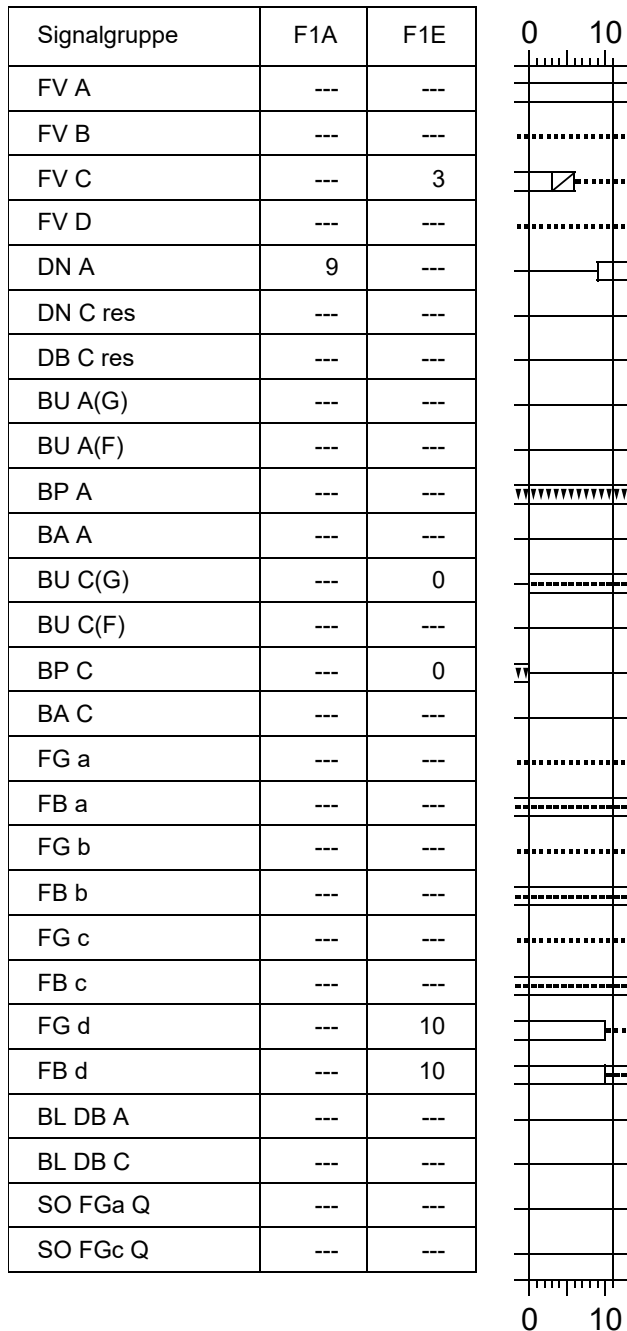 Signalgruppe F1A F1E 0 10
FV A --- ---
FV B --- ---
FV C --- 3
FV D --- ---
DN A 9 ---
DN C res --- ---
DB C res --- ---
BU A(G) --- ---
BU A(F) --- ---
BP A --- ---
BA A --- ---
BU C(G) --- 0
BU C(F) --- ---
BP C --- 0
BA C --- ---
FG a --- ---
FB a --- ---
FG b --- ---
FB b --- ---
FG c --- ---
FB c --- ---
FG d --- 10
FB d --- 10
BL DB A --- ---
BL DB C --- ---
SO FGa Q --- ---
SO FGc Q --- ---
0 10